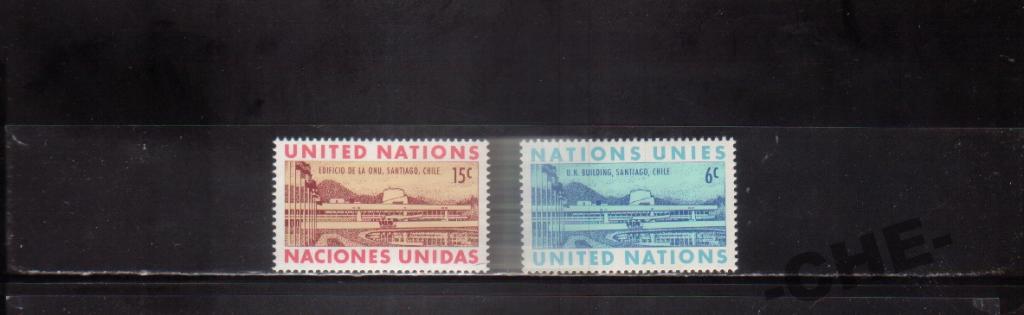 UNITED NATIONS
EDIFICIO DE LA ONU, SANTIAGO, CHILE
15c
NACIONES UNIDAS
NATIONS UNIES
U.N. BUILDING, SANTIAGO, CHILE
6c
UNITED NATIONS
-CHE-